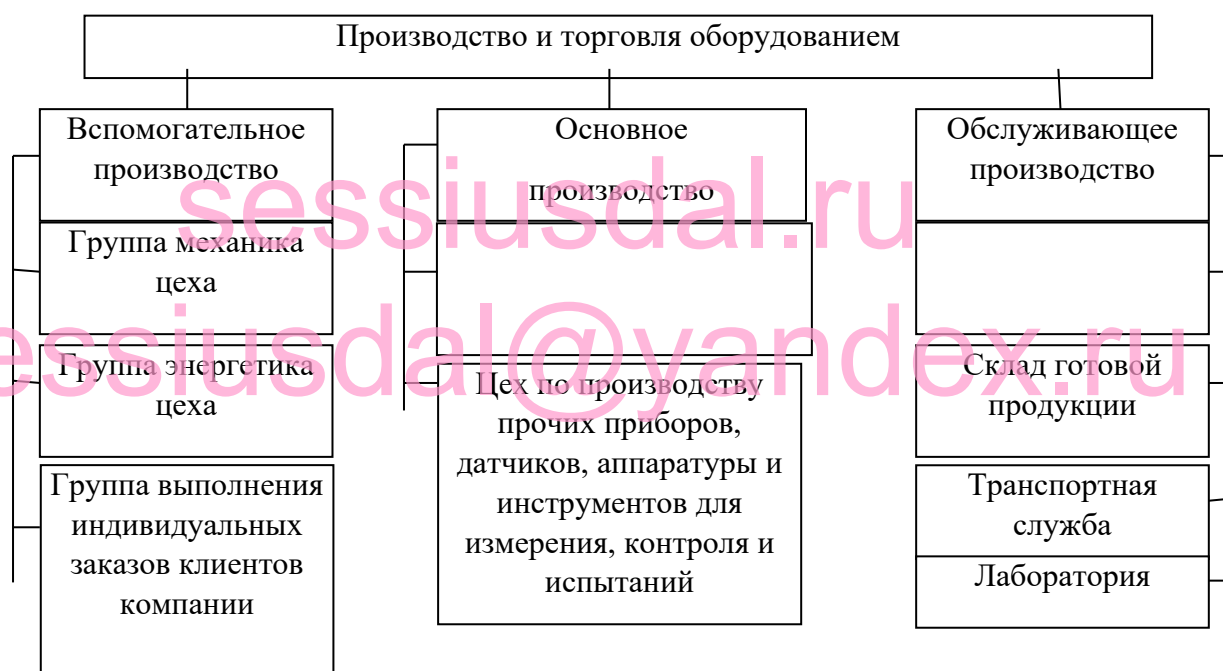 Производство и торговля оборудованием
Вспомогательное
производство
Группа механика
цеха
Группа энергетика
цеха
Группа выполнения
индивидуальных
заказов клиентов
компании
Основное
производство
Цех по производству
прочих приборов,
датчиков, аппаратуры и
инструментов для
измерения, контроля и
испытаний
Обслуживающее
производство
Склад готовой
продукции
Транспортная
служба
Лаборатория
sessiusdal.ru
essiusdal@yandex.ru